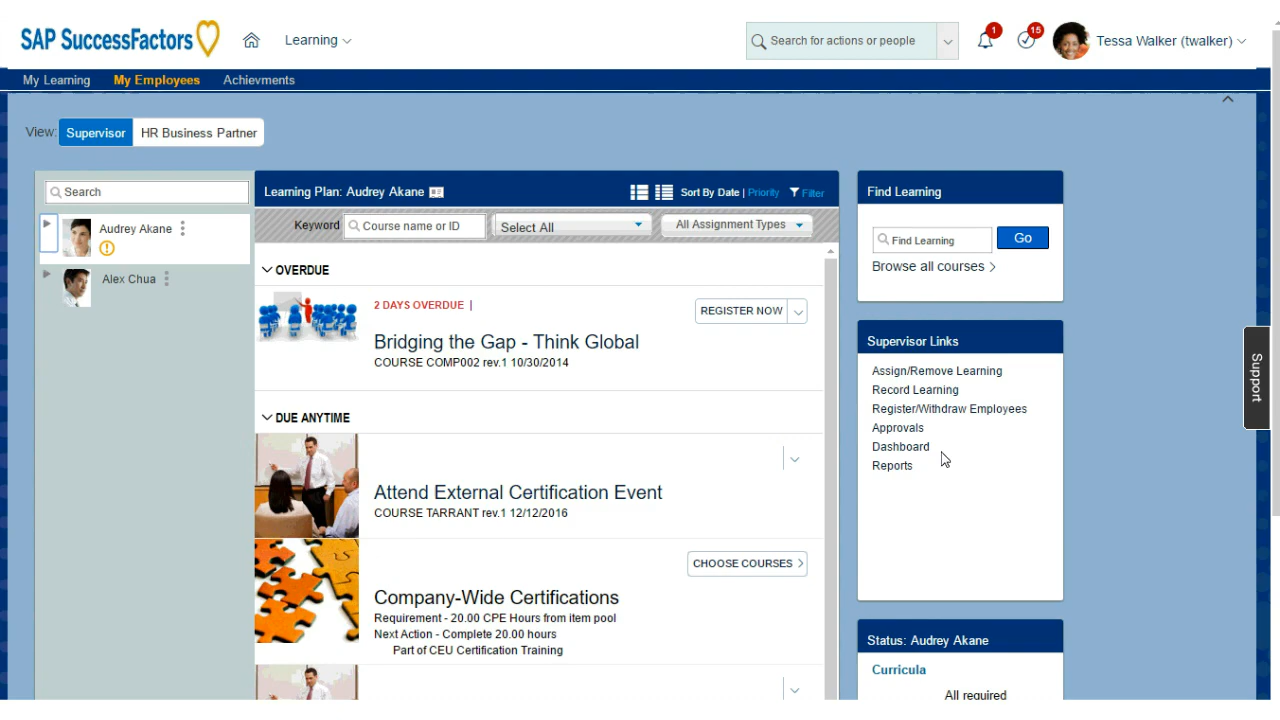 SAP SuccessFactors
Learning
Search for actions or people
1
15
Tessa Walker (twalker)
My Learning
My Employees
Achievments
View:
Supervisor
HR Business Partner
Search
Audrey Akane
Alex Chua
Learning Plan: Audrey Akane
Sort By Date | Priority
Filter
Keyword
Course name or ID
Select All
All Assignment Types
OVERDUE
2 DAYS OVERDUE |
REGISTER NOW
Bridging the Gap - Think Global
COURSE COMP002 rev.1 10/30/2014
DUE ANYTIME
Attend External Certification Event
COURSE TARRANT rev.1 12/12/2016
CHOOSE COURSES
Company-Wide Certifications
Requirement - 20.00 CPE Hours from item pool
Next Action - Complete 20.00 hours
Part of CEU Certification Training
Find Learning
Find Learning
Go
Browse all courses
Supervisor Links
Assign/Remove Learning
Record Learning
Register/Withdraw Employees
Approvals
Dashboard
Reports
Status: Audrey Akane
Curricula
All required
Support